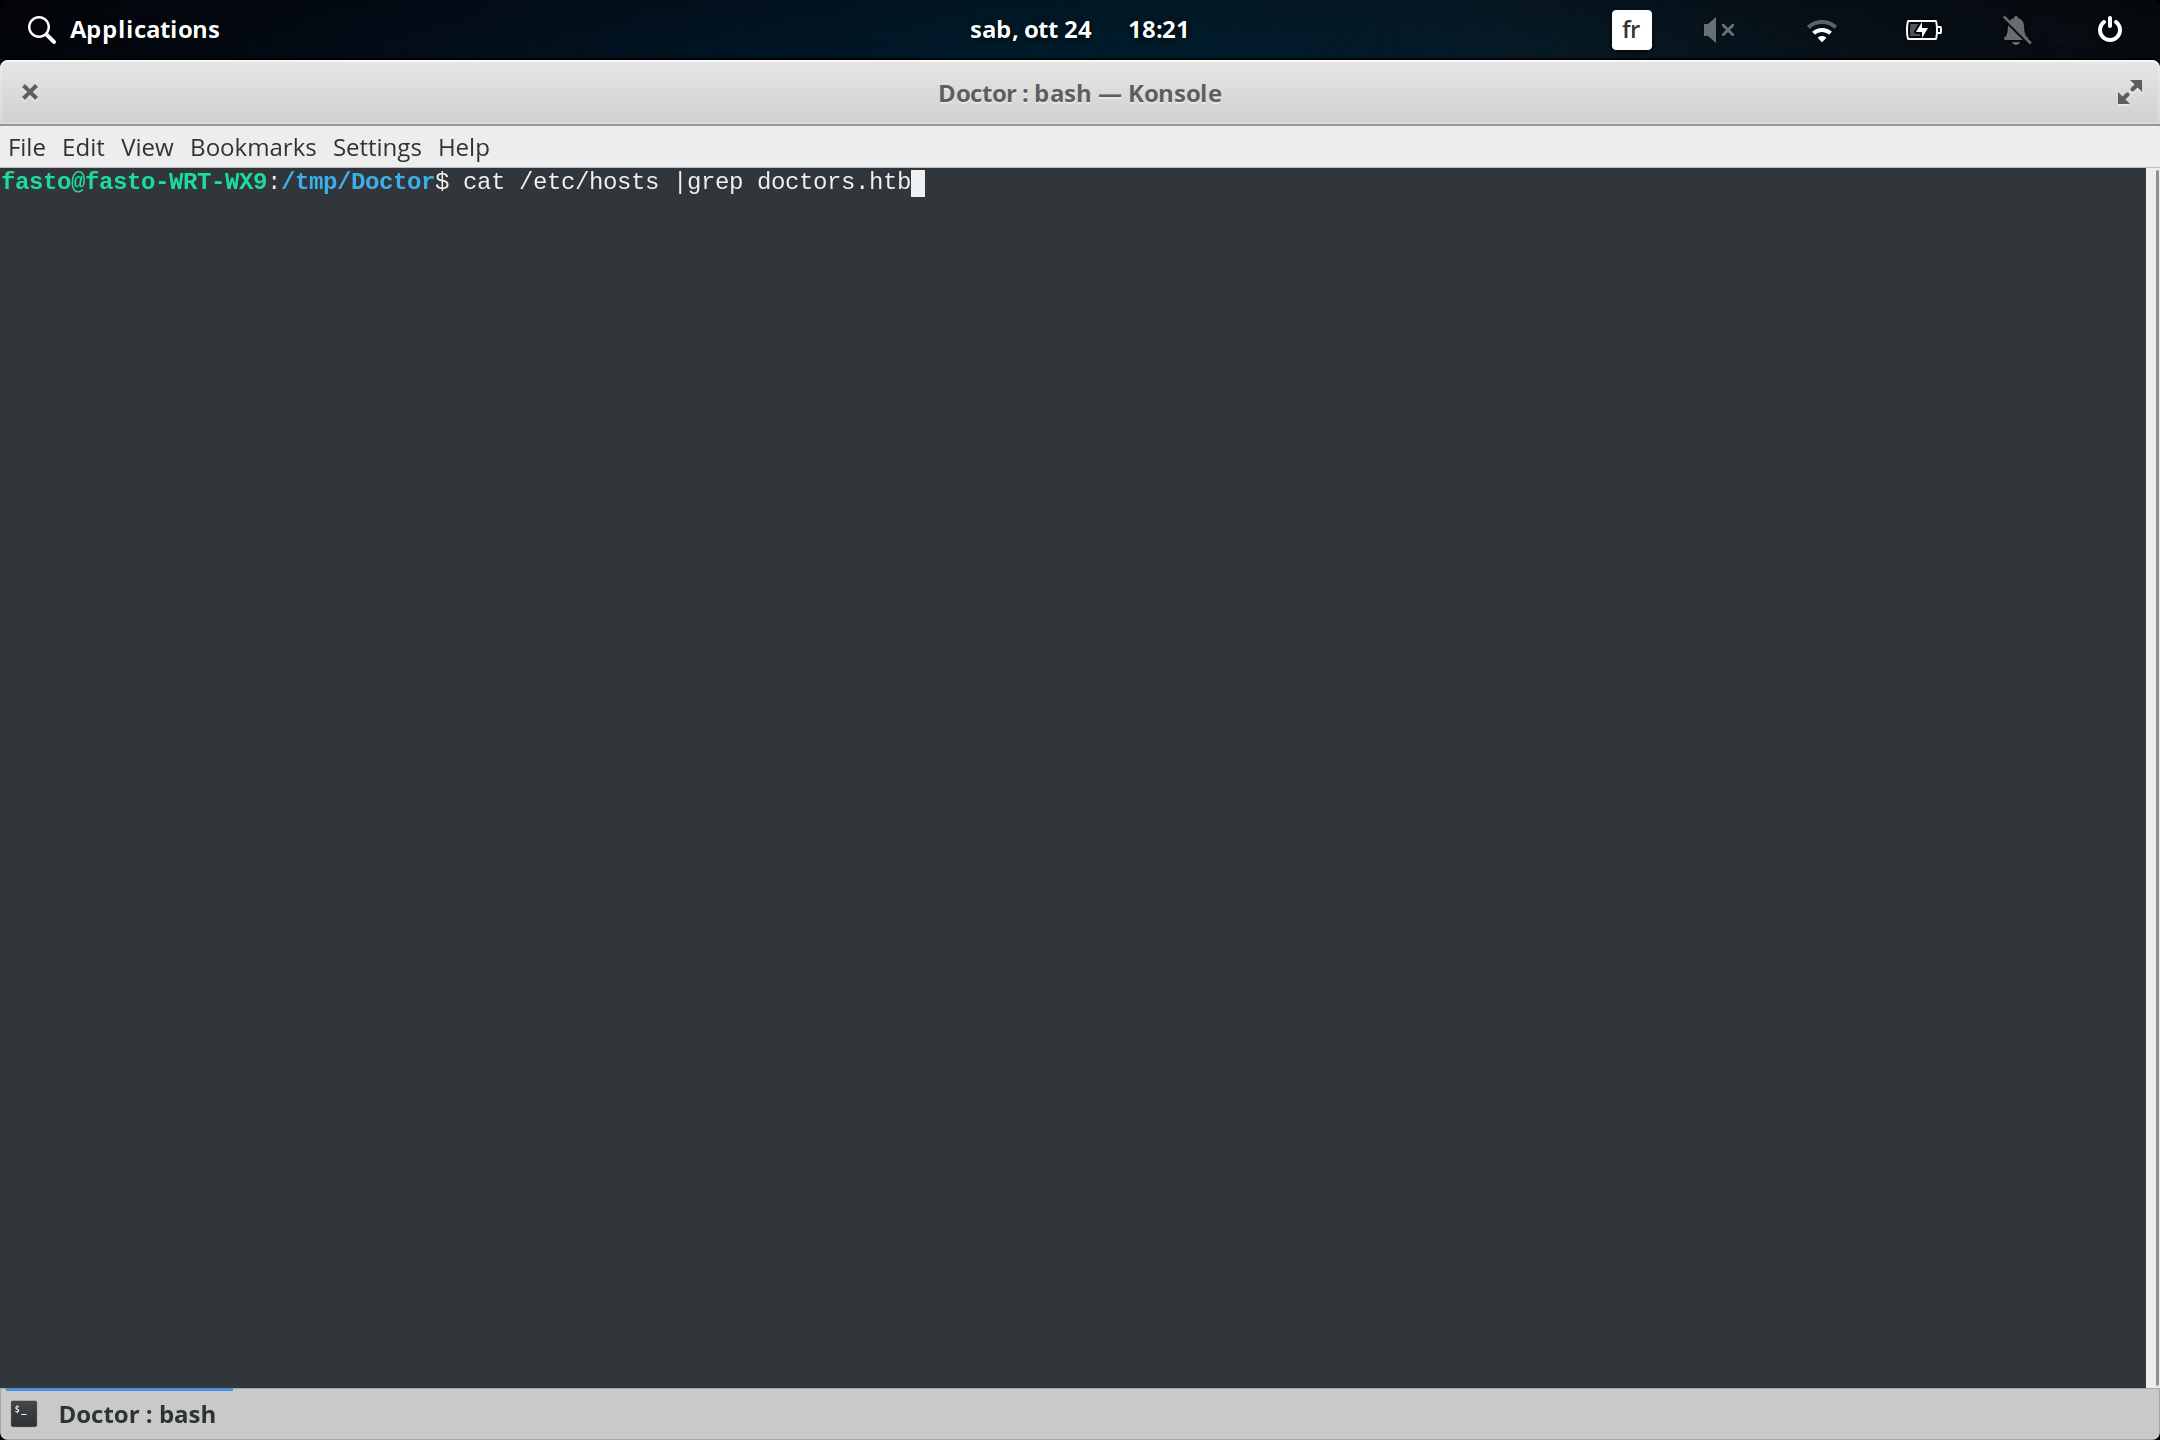 Applications
sab, ott 24 18:21
fr
Doctor : bash — Konsole
File Edit View Bookmarks Settings Help
fasto@fasto-WRT-WX9:/tmp/Doctor$ cat /etc/hosts |grep doctors.htb
$_
Doctor : bash